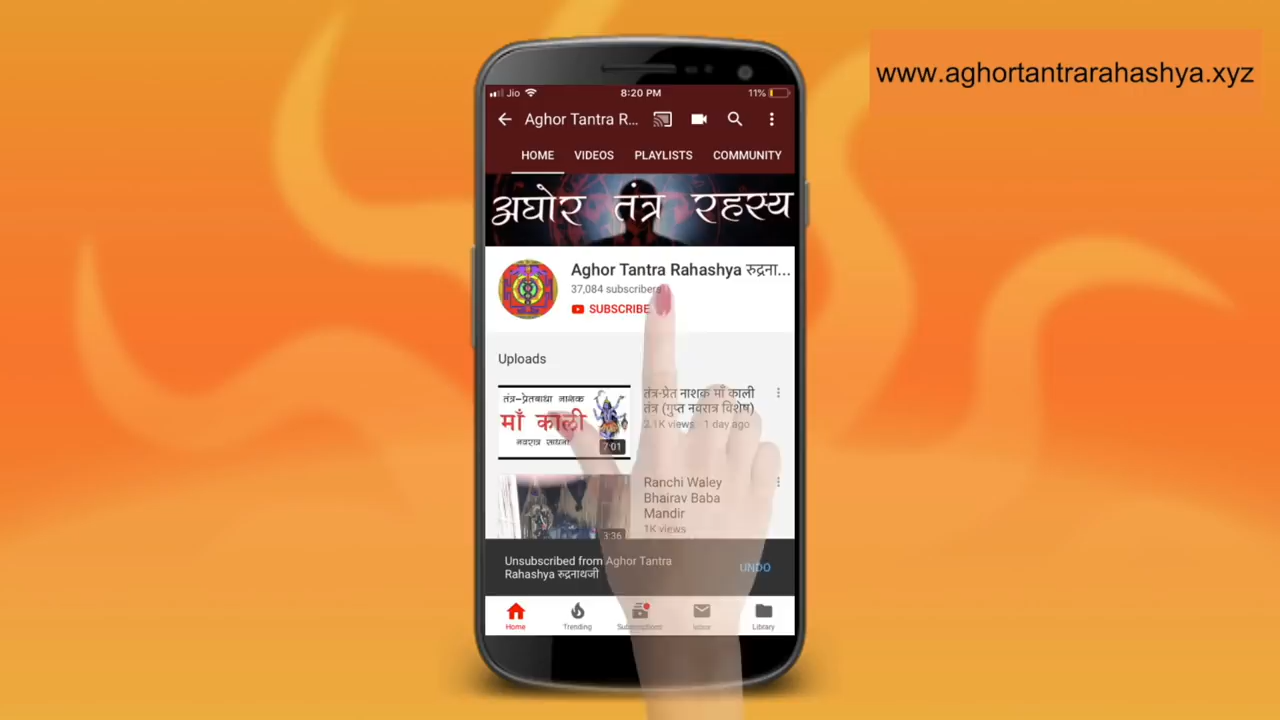 www.aghortantrarahashya.xyz
Jio 8:20 PM 11%
Aghor Tantra R...
HOME VIDEOS PLAYLISTS COMMUNITY
अघोर तंत्र रहस्य
Aghor Tantra Rahashya रुद्रना...
37,084 subscribers
SUBSCRIBE
Uploads
तंत्र-प्रेतबाधा नाशक
माँ काली
नवरात्र साधना
7:01
तंत्र-प्रेत नाशक माँ काली
तंत्र (गुप्त नवरात्र विशेष)
2.1K views 1 day ago
Ranchi Waley
Bhairav Baba
Mandir
1K views
3:36
Unsubscribed from Aghor Tantra
Rahashya रुद्रनाथजी
UNDO
Home Trending Subscriptions Inbox Library